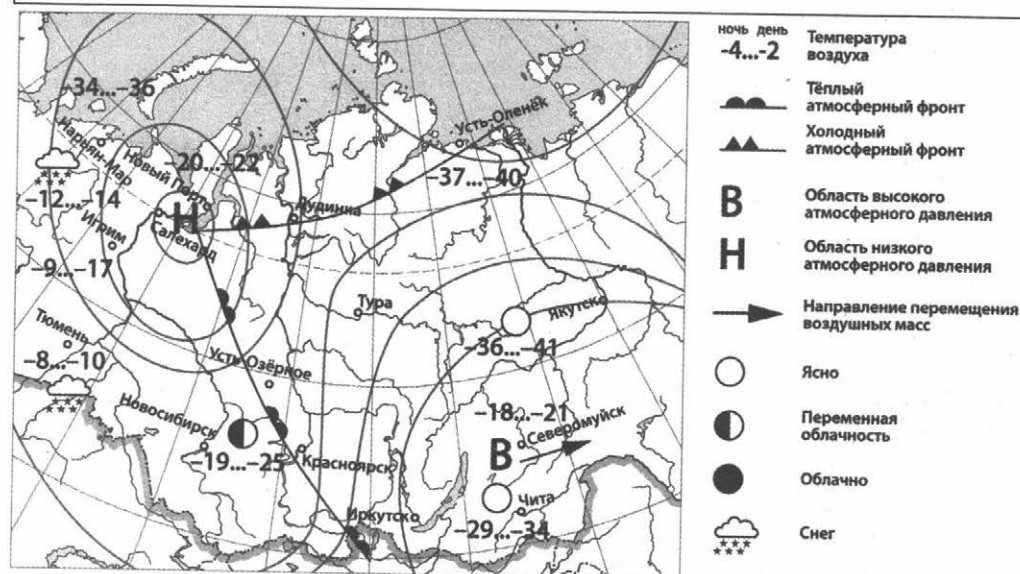 -34...-36
Нарьян-Мар
Новый Порт
-20...-22
Усть-Оленёк
-37...-40
-12...-14
Н
Дудинка
Игрим
Салехард
-9...-17
Тура
Якутск
-36...-41
Тюмень
-8...-10
Усть-Озёрное
Новосибирск
-18...-21
Северомуйск
В
-19...-25
Красноярск
Иркутск
Чита
-29...-34
ночь день
-4...-2
Температура
воздуха
Тёплый
атмосферный фронт
Холодный
атмосферный фронт
В
Область высокого
атмосферного давления
Н
Область низкого
атмосферного давления
Направление перемещения
воздушных масс
Ясно
Переменная
облачность
Облачно
Снег